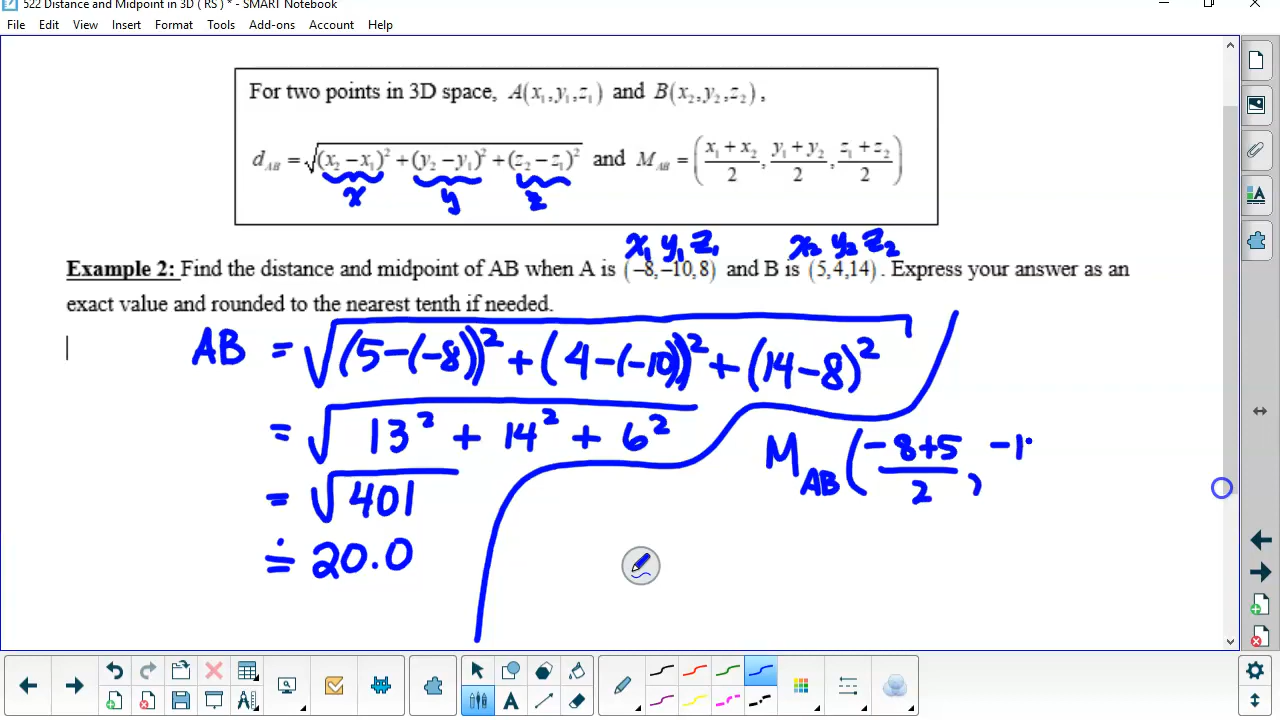 522 Distance and Midpoint in 3D ( RS ) * - SMART Notebook
File Edit View Insert Format Tools Add-ons Account Help
For two points in 3D space, A(x₁,y₁,z₁) and B(x₂,y₂,z₂),
d_AB = √((x₂−x₁)² + (y₂−y₁)² + (z₂−z₁)²) and M_AB = ((x₁+x₂)/2, (y₁+y₂)/2, (z₁+z₂)/2)
x y z
x₁ y₁ z₁ x₂ y₂ z₂
Example 2: Find the distance and midpoint of AB when A is (−8,−10,8) and B is (5,4,14). Express your answer as an
exact value and rounded to the nearest tenth if needed.
AB = √((5−(−8))² + (4−(−10))² + (14−8)²)
= √(13² + 14² + 6²)
= √401
≐ 20.0
M_AB ((−8+5)/2, −1